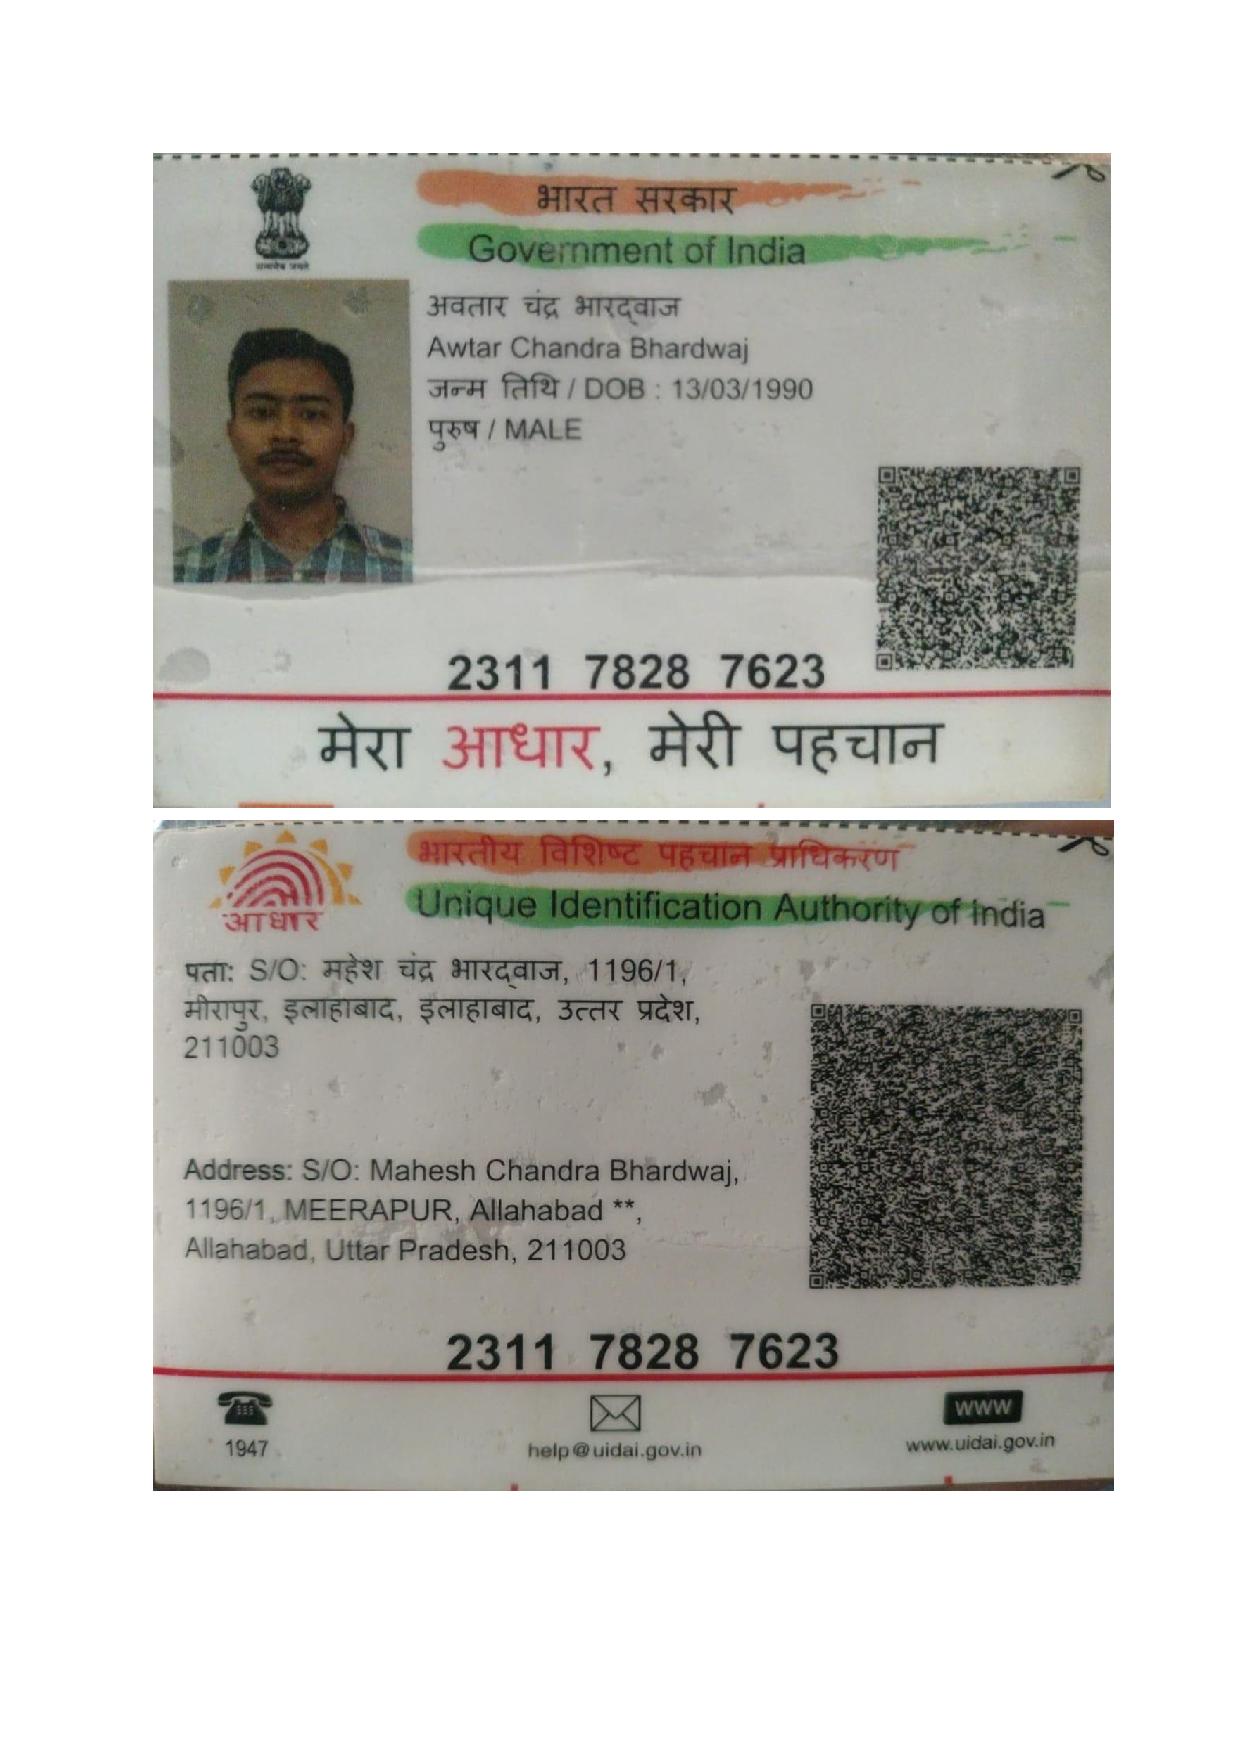 भारत सरकार
Government of India
अवतार चंद्र भारद्वाज
Awtar Chandra Bhardwaj
जन्म तिथि / DOB : 13/03/1990
पुरुष / MALE
2311 7828 7623
मेरा आधार, मेरी पहचान
भारतीय विशिष्ट पहचान प्राधिकरण
Unique Identification Authority of India
आधार
पता: S/O: महेश चंद्र भारद्वाज, 1196/1,
मीरापुर, इलाहाबाद, इलाहाबाद, उत्तर प्रदेश,
211003
Address: S/O: Mahesh Chandra Bhardwaj,
1196/1, MEERAPUR, Allahabad **,
Allahabad, Uttar Pradesh, 211003
2311 7828 7623
1947
help@uidai.gov.in
WWW
www.uidai.gov.in